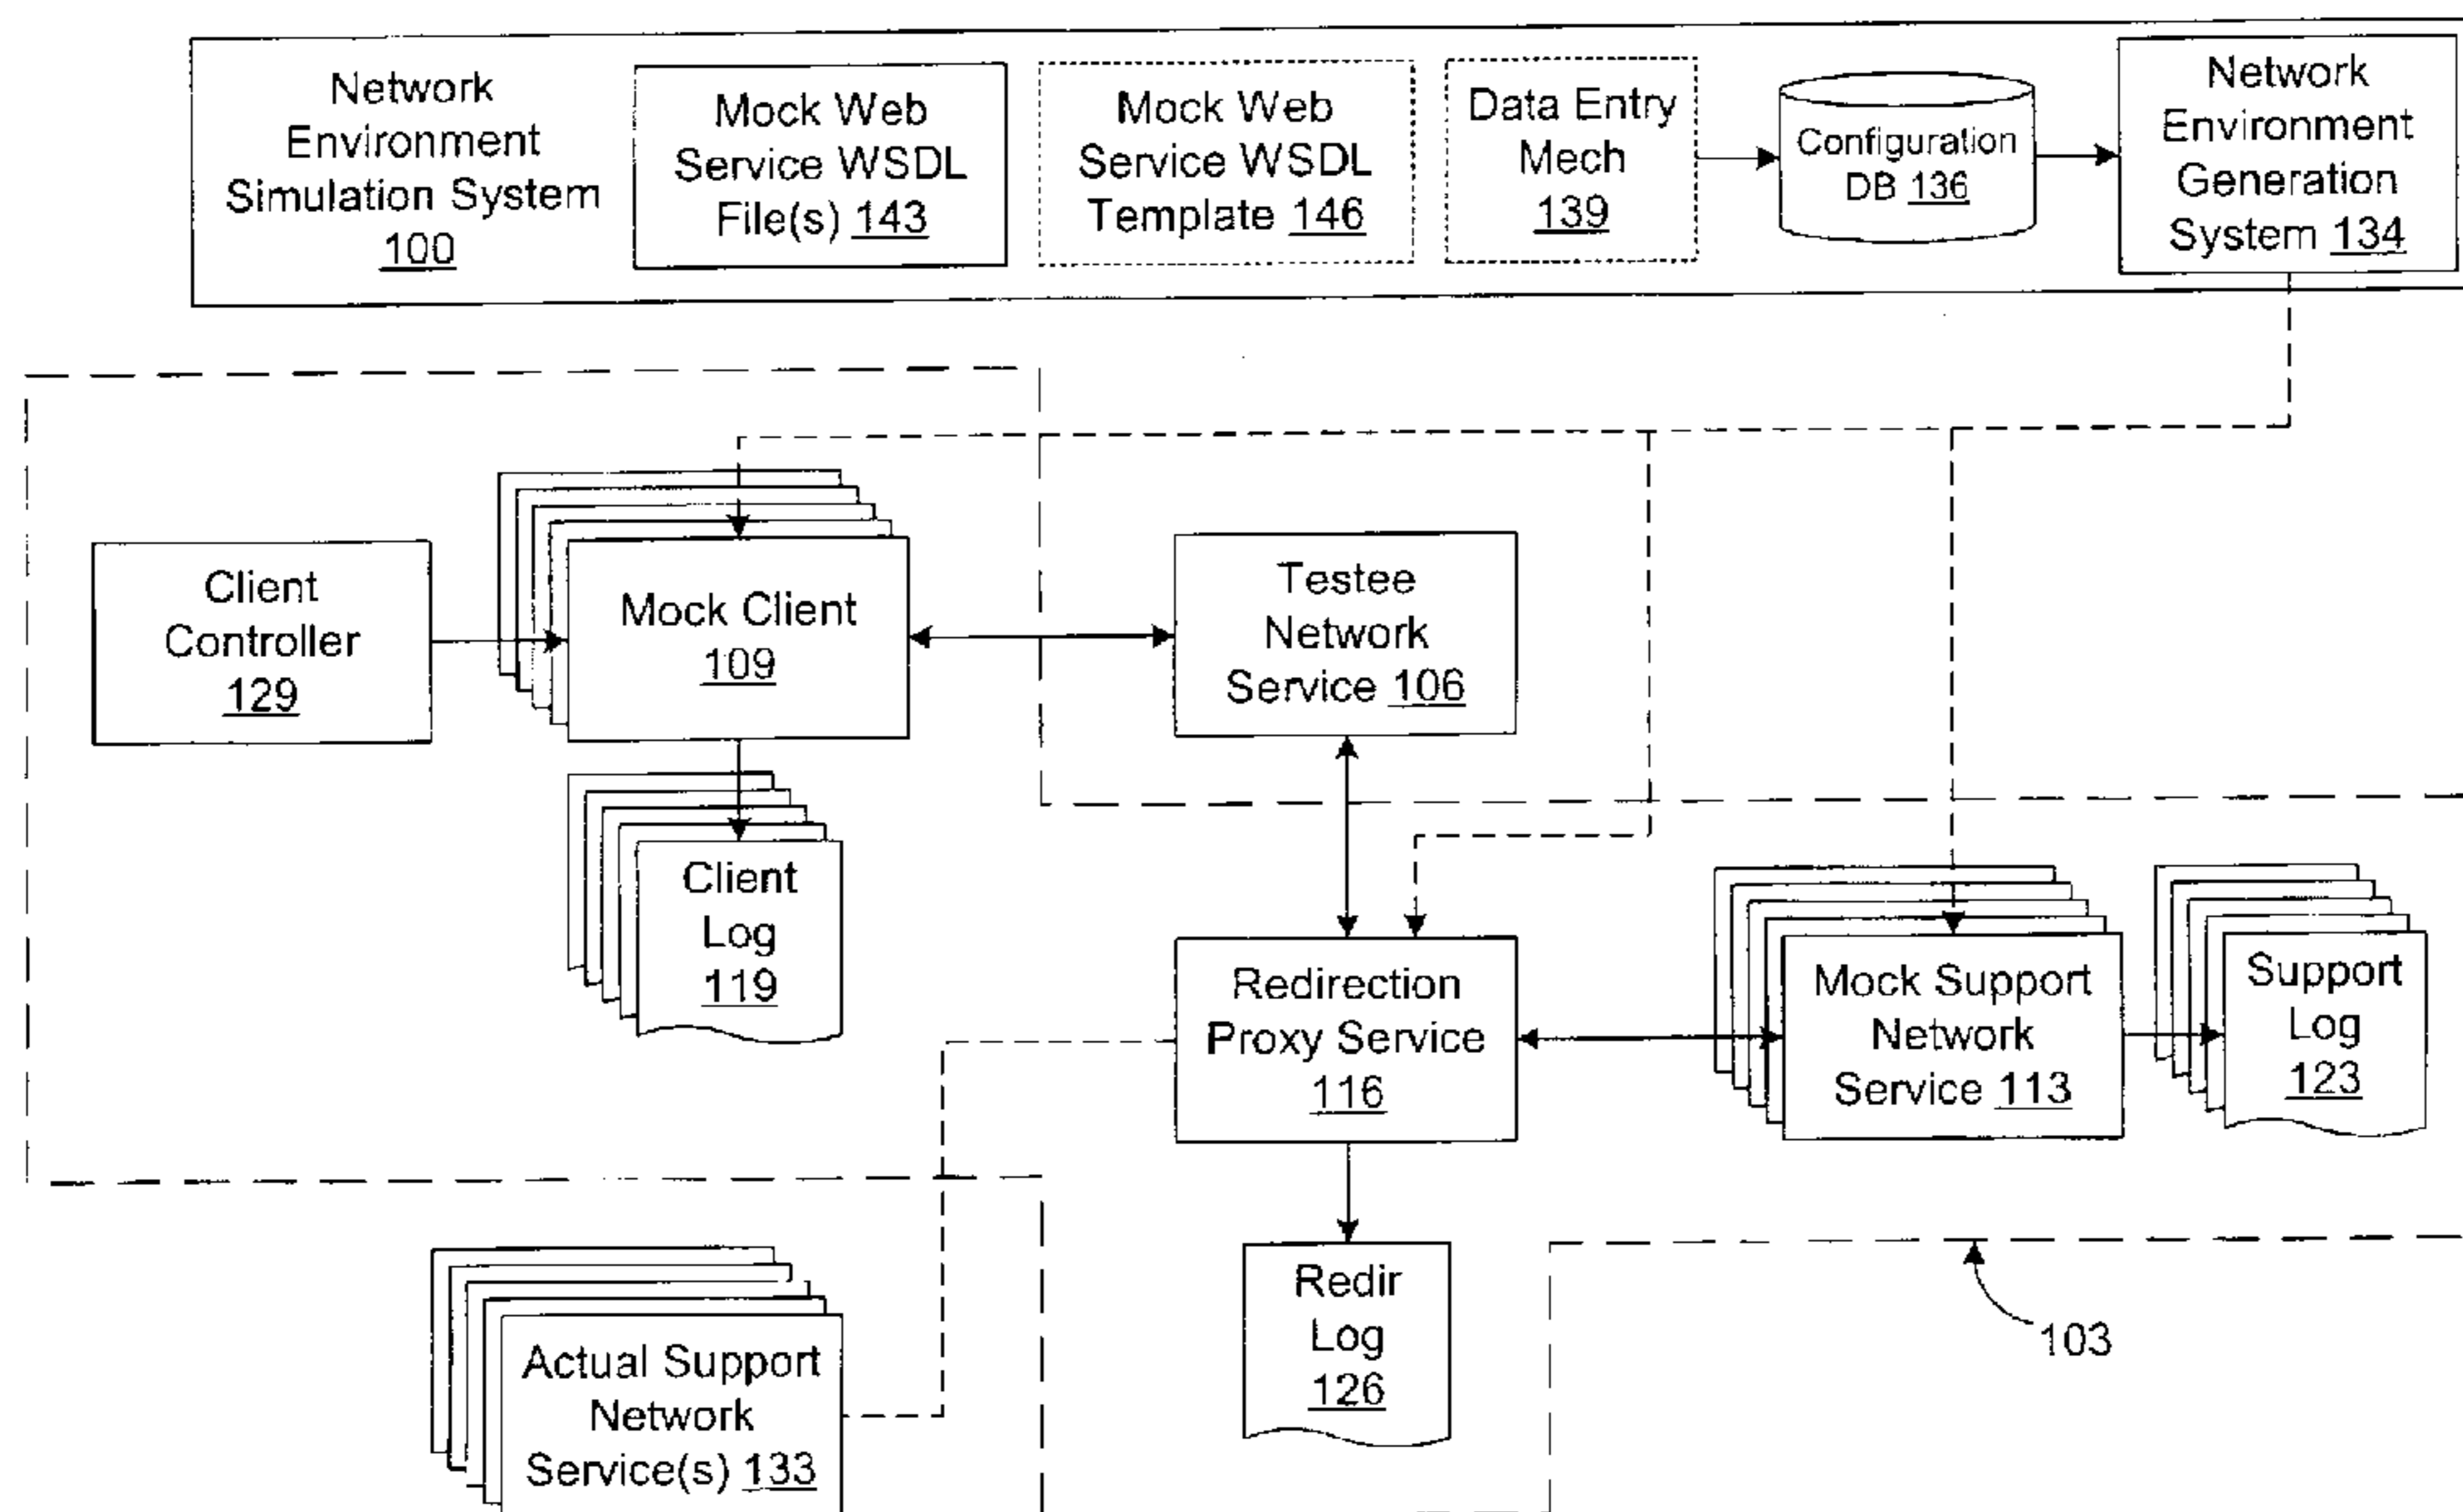 Network
Environment
Simulation System
100
Mock Web
Service WSDL
File(s) 143
Mock Web
Service WSDL
Template 146
Data Entry
Mech
139
Configuration
DB 136
Network
Environment
Generation
System 134
Client
Controller
129
Mock Client
109
Testee
Network
Service 106
Client
Log
119
Redirection
Proxy Service
116
Mock Support
Network
Service 113
Support
Log
123
Actual Support
Network
Service(s) 133
Redir
Log
126
103